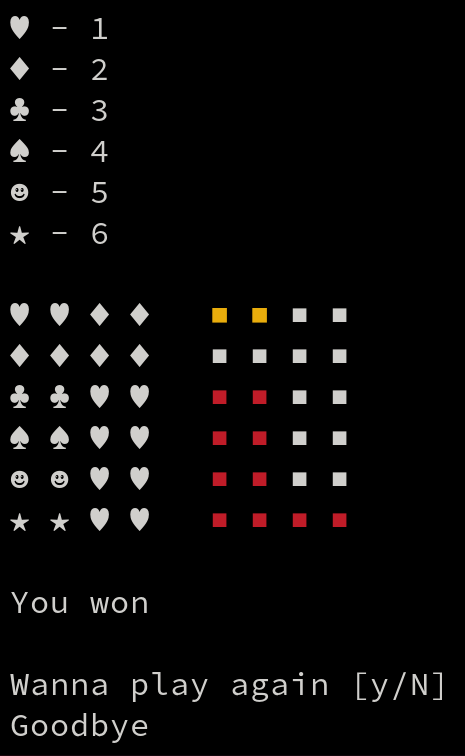 ♥ - 1
♦ - 2
♣ - 3
♠ - 4
☻ - 5
★ - 6
♥ ♥ ♦ ♦ ■ ■ ■ ■
♦ ♦ ♦ ♦ ■ ■ ■ ■
♣ ♣ ♥ ♥ ■ ■ ■ ■
♠ ♠ ♥ ♥ ■ ■ ■ ■
☻ ☻ ♥ ♥ ■ ■ ■ ■
★ ★ ♥ ♥ ■ ■ ■ ■
You won
Wanna play again [y/N]
Goodbye